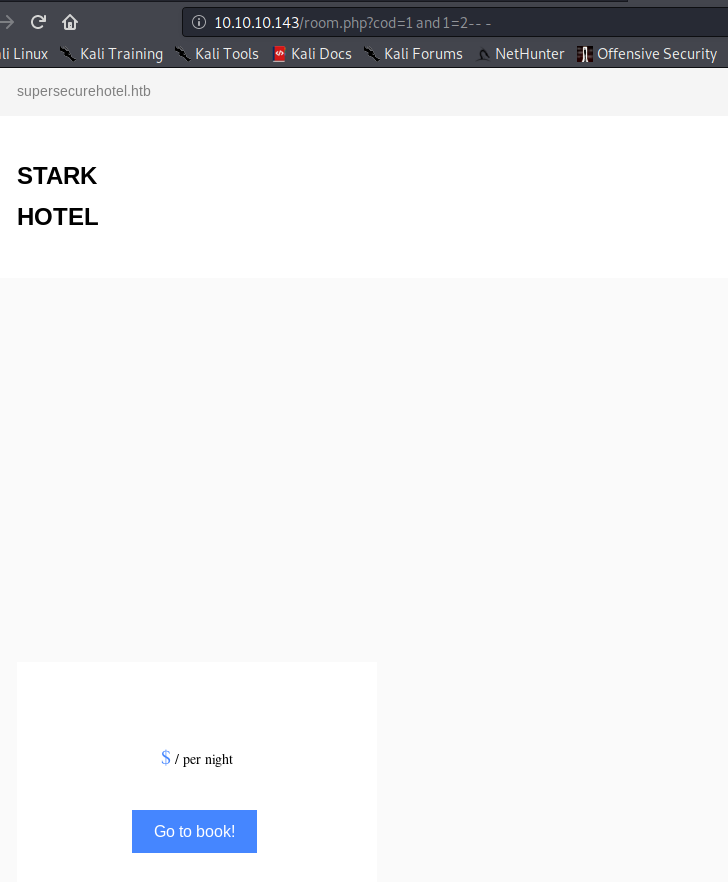 10.10.10.143/room.php?cod=1 and 1=2-- -
li Linux Kali Training Kali Tools Kali Docs Kali Forums NetHunter Offensive Security
supersecurehotel.htb
STARK
HOTEL
$ / per night
Go to book!